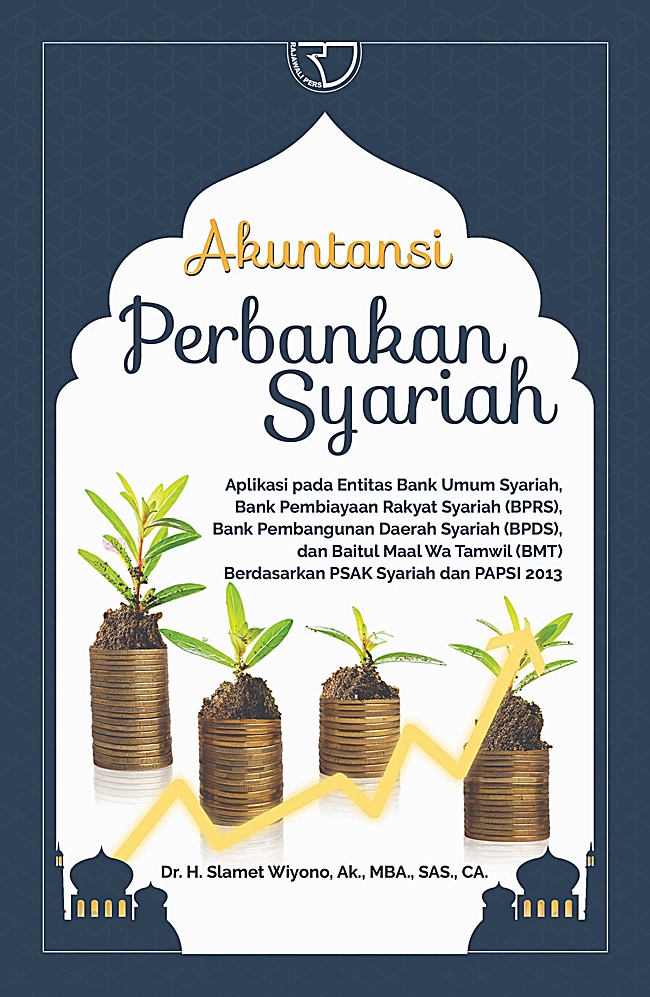 RAJAWALI PERS
Akuntansi
Perbankan
Syariah
Aplikasi pada Entitas Bank Umum Syariah,
Bank Pembiayaan Rakyat Syariah (BPRS),
Bank Pembangunan Daerah Syariah (BPDS),
dan Baitul Maal Wa Tamwil (BMT)
Berdasarkan PSAK Syariah dan PAPSI 2013
Dr. H. Slamet Wiyono, Ak., MBA., SAS., CA.